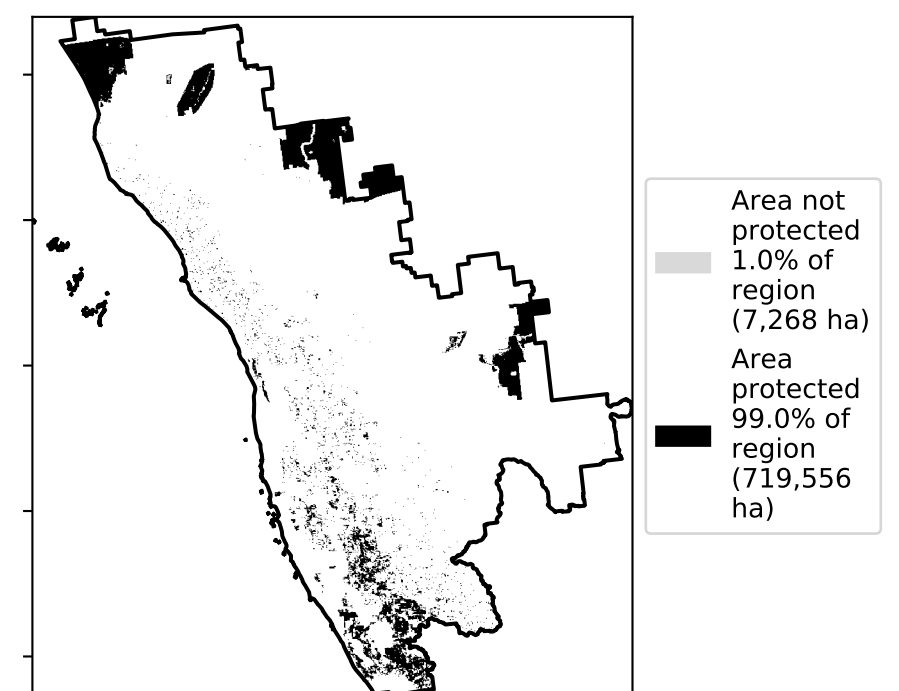 Area not
protected
1.0% of
region
(7,268 ha)
Area
protected
99.0% of
region
(719,556
ha)